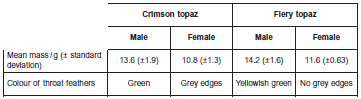 Crimson topaz Fiery topaz
Male Female Male Female
Mean mass/g (± standard
deviation) 13.6 (±1.9) 10.8 (±1.3) 14.2 (±1.6) 11.6 (±0.63)
Colour of throat feathers Green Grey edges Yellowish green No grey edges